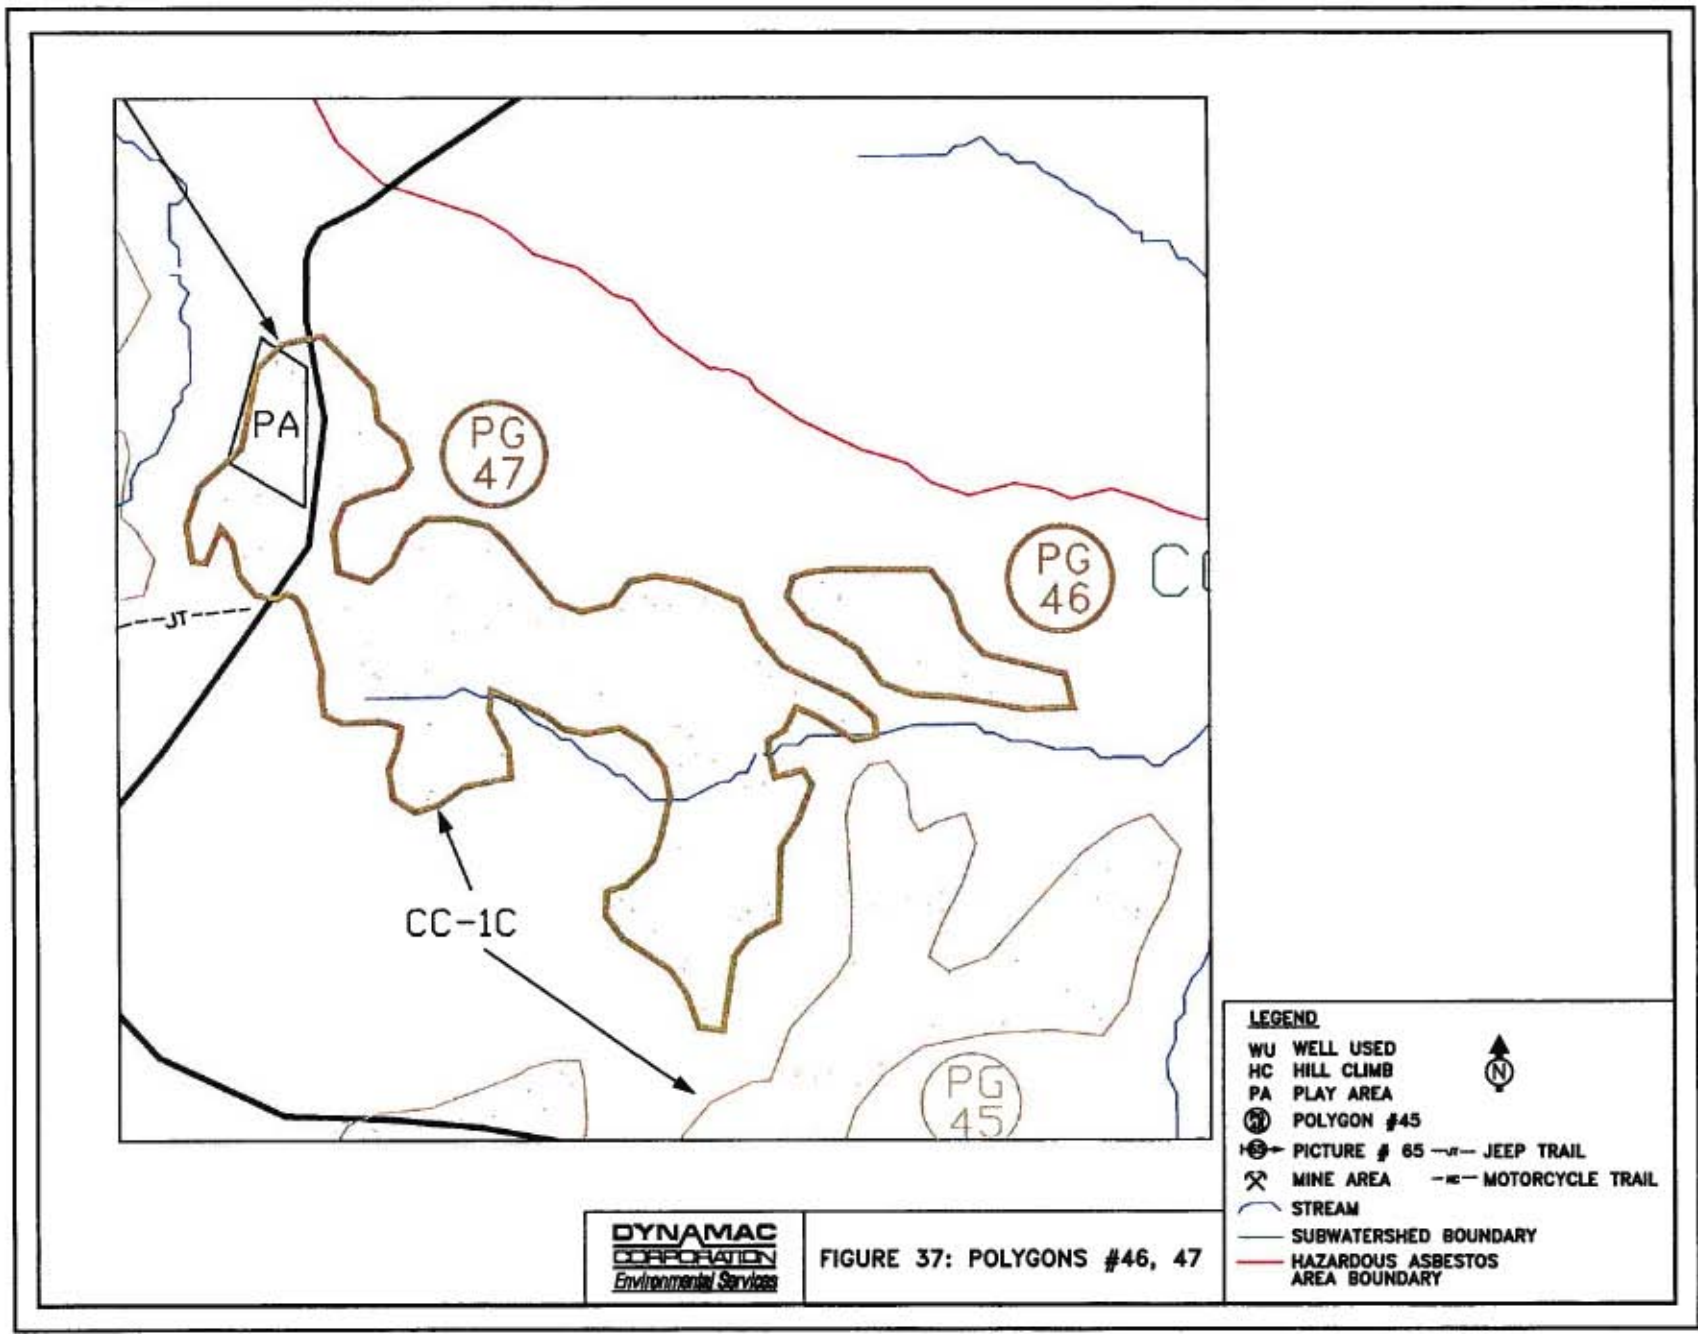 PA
PG
47
PG
46
C
JT
CC-1C
PG
45
LEGEND
WU WELL USED
HC HILL CLIMB
PA PLAY AREA
POLYGON #45
PICTURE # 65 —JT— JEEP TRAIL
MINE AREA —MC— MOTORCYCLE TRAIL
STREAM
SUBWATERSHED BOUNDARY
HAZARDOUS ASBESTOS
AREA BOUNDARY
N
DYNAMAC
CORPORATION
Environmental Services
FIGURE 37: POLYGONS #46, 47